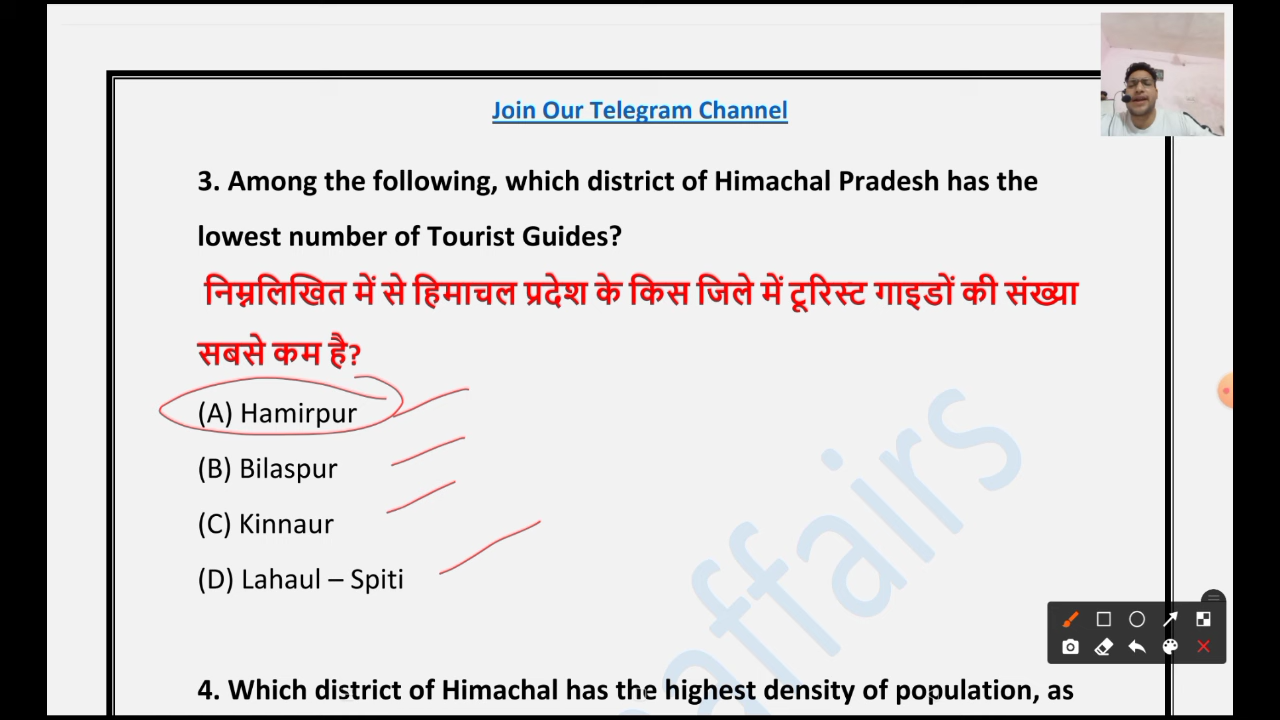 Join Our Telegram Channel
3. Among the following, which district of Himachal Pradesh has the
lowest number of Tourist Guides?
निम्नलिखित में से हिमाचल प्रदेश के किस जिले में टूरिस्ट गाइडों की संख्या
सबसे कम है?
(A) Hamirpur
(B) Bilaspur
(C) Kinnaur
(D) Lahaul – Spiti
affairs
4. Which district of Himachal has the highest density of population, as